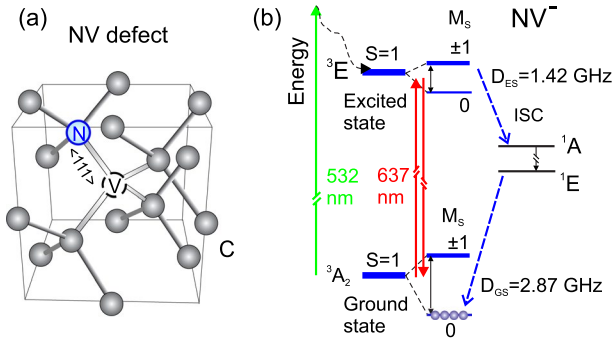 (a)
NV defect
N
<111>
V
C
(b)
NV⁻
Energy
Mₛ
S=1
±1
³E
0
Excited
state
D_ES=1.42 GHz
ISC
¹A
¹E
532
nm
637
nm
Mₛ
±1
S=1
³A₂
Ground
state
0
D_GS=2.87 GHz